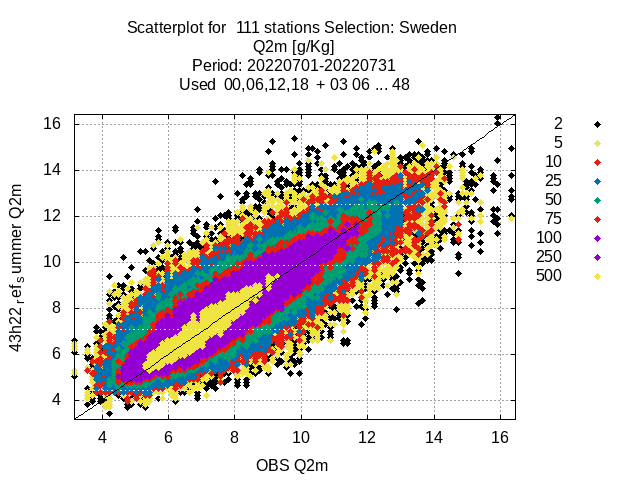 Scatterplot for 111 stations Selection: Sweden
Q2m [g/Kg]
Period: 20220701-20220731
Used 00,06,12,18 + 03 06 ... 48
16
14
12
10
8
6
4
43h22 ref s ummer Q2m
4 6 8 10 12 14 16
OBS Q2m
2
5
10
25
50
75
100
250
500